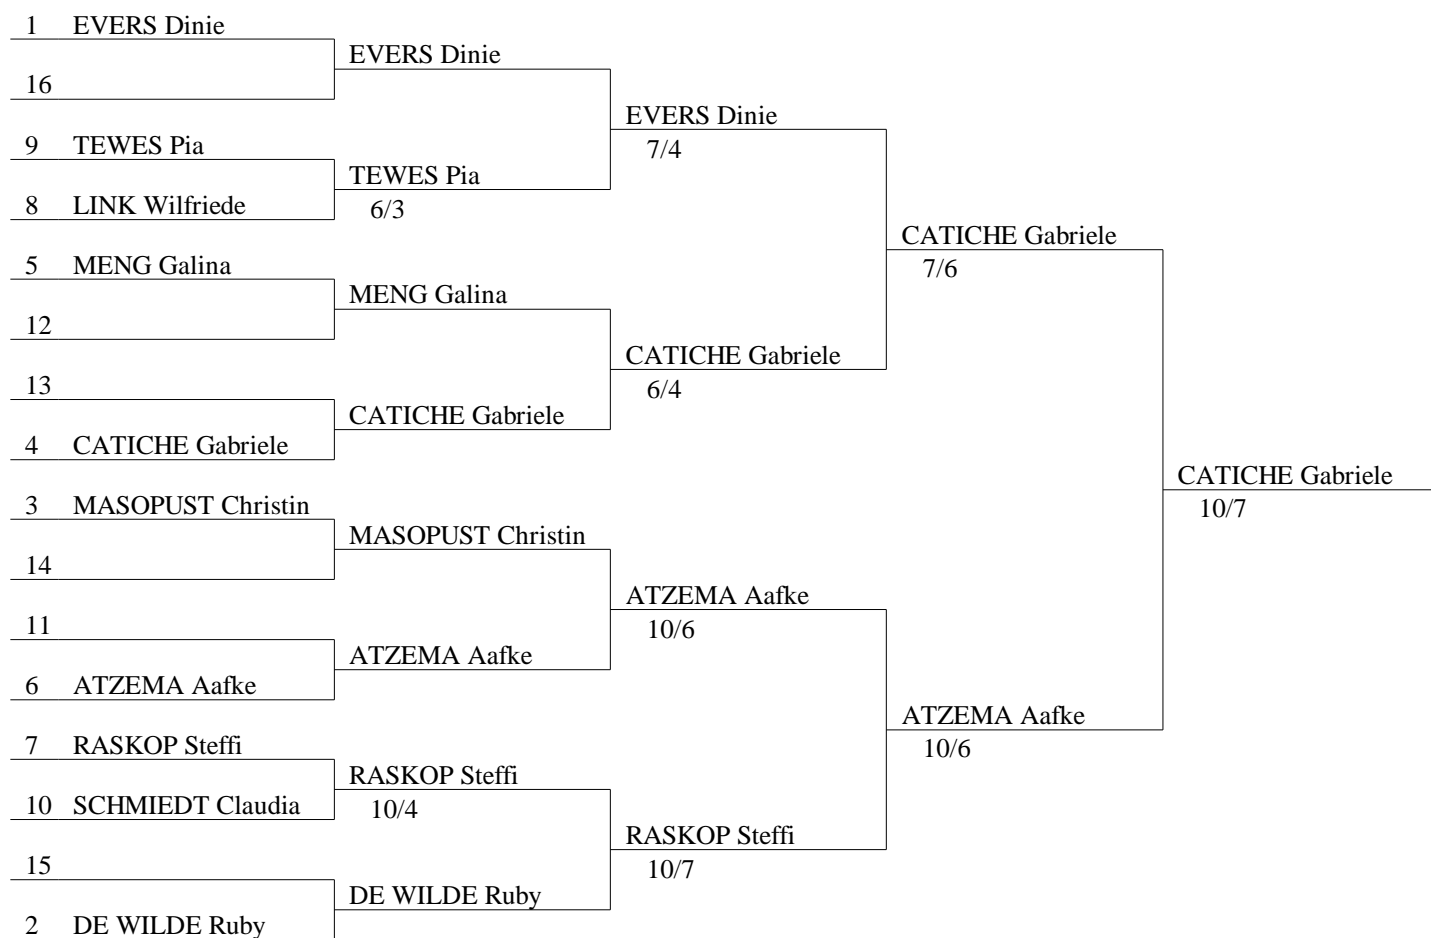 1 EVERS Dinie
EVERS Dinie
16
EVERS Dinie
7/4
9 TEWES Pia
TEWES Pia
6/3
8 LINK Wilfriede
CATICHE Gabriele
7/6
5 MENG Galina
MENG Galina
12
CATICHE Gabriele
6/4
13
CATICHE Gabriele
4 CATICHE Gabriele
CATICHE Gabriele
10/7
3 MASOPUST Christin
MASOPUST Christin
14
ATZEMA Aafke
10/6
11
ATZEMA Aafke
6 ATZEMA Aafke
ATZEMA Aafke
10/6
7 RASKOP Steffi
RASKOP Steffi
10/4
10 SCHMIEDT Claudia
RASKOP Steffi
10/7
15
DE WILDE Ruby
2 DE WILDE Ruby